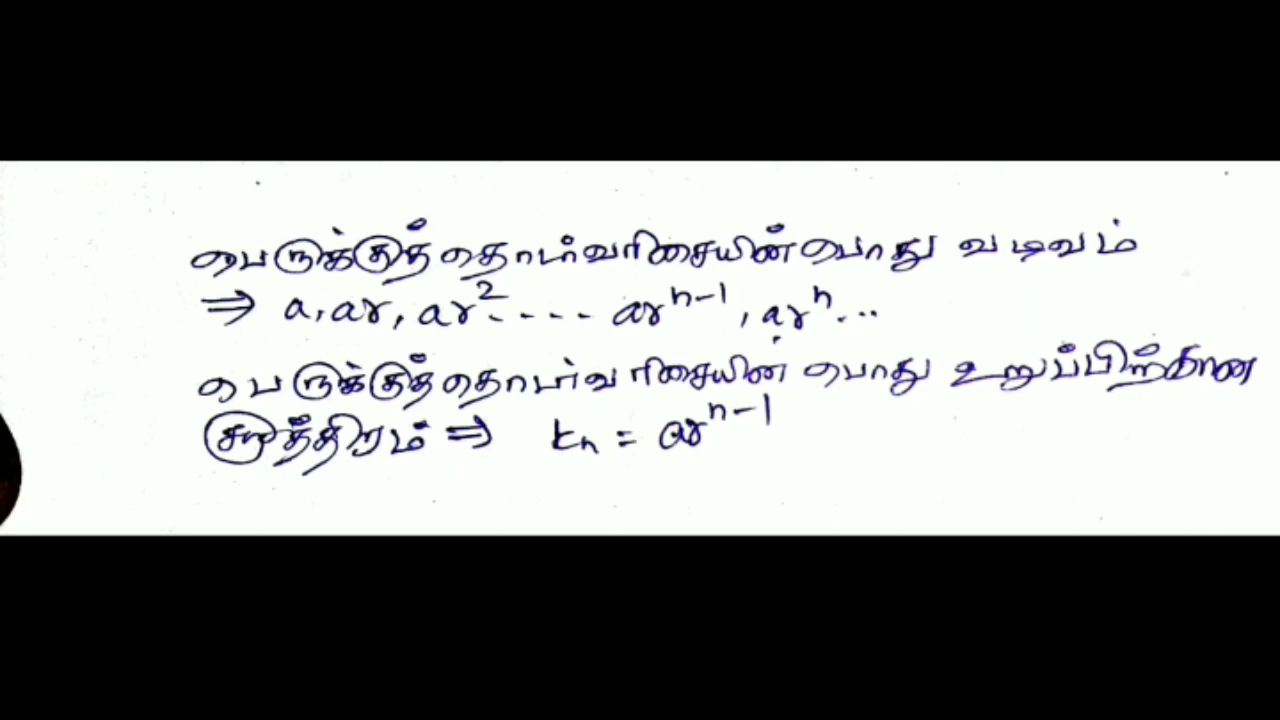 பெருக்குத் தொடர்வரிசையின் பொது வடிவம்
⇒ a, ar, ar² .... arⁿ⁻¹, arⁿ...
பெருக்குத் தொடர்வரிசையின் பொது உறுப்பிற்கான
சூத்திரம் ⇒ tₙ = arⁿ⁻¹